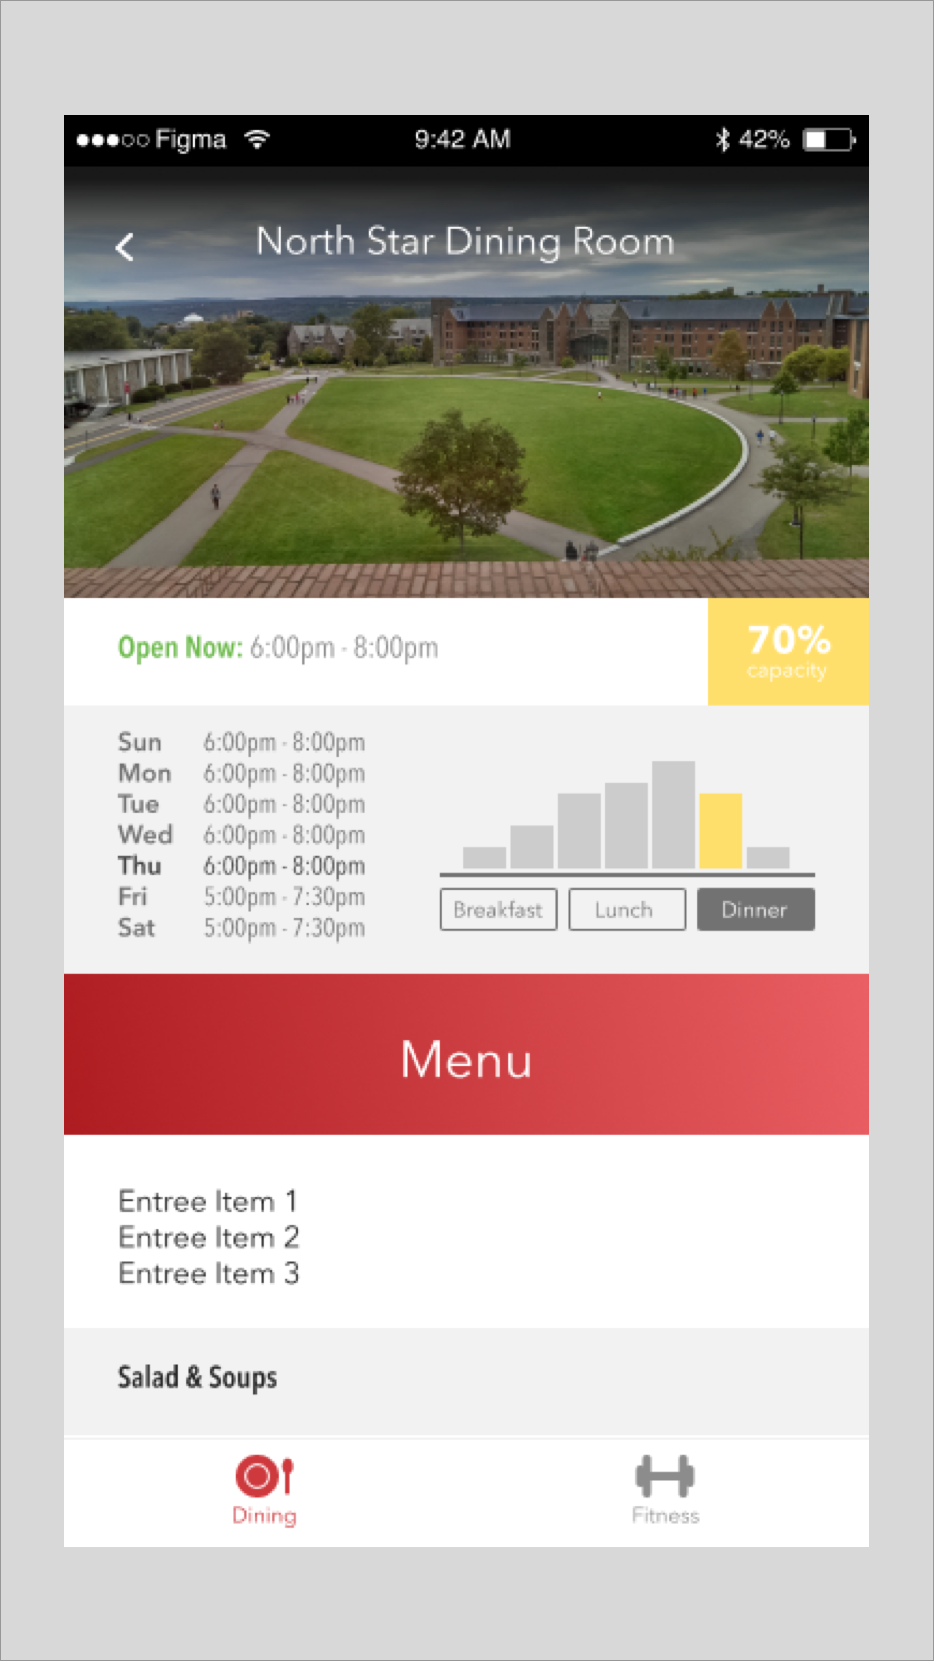 Figma 9:42 AM 42%
North Star Dining Room
Open Now: 6:00pm - 8:00pm
70%
capacity
Sun 6:00pm - 8:00pm
Mon 6:00pm - 8:00pm
Tue 6:00pm - 8:00pm
Wed 6:00pm - 8:00pm
Thu 6:00pm - 8:00pm
Fri 5:00pm - 7:30pm
Sat 5:00pm - 7:30pm
Breakfast Lunch Dinner
Menu
Entree Item 1
Entree Item 2
Entree Item 3
Salad & Soups
Dining Fitness